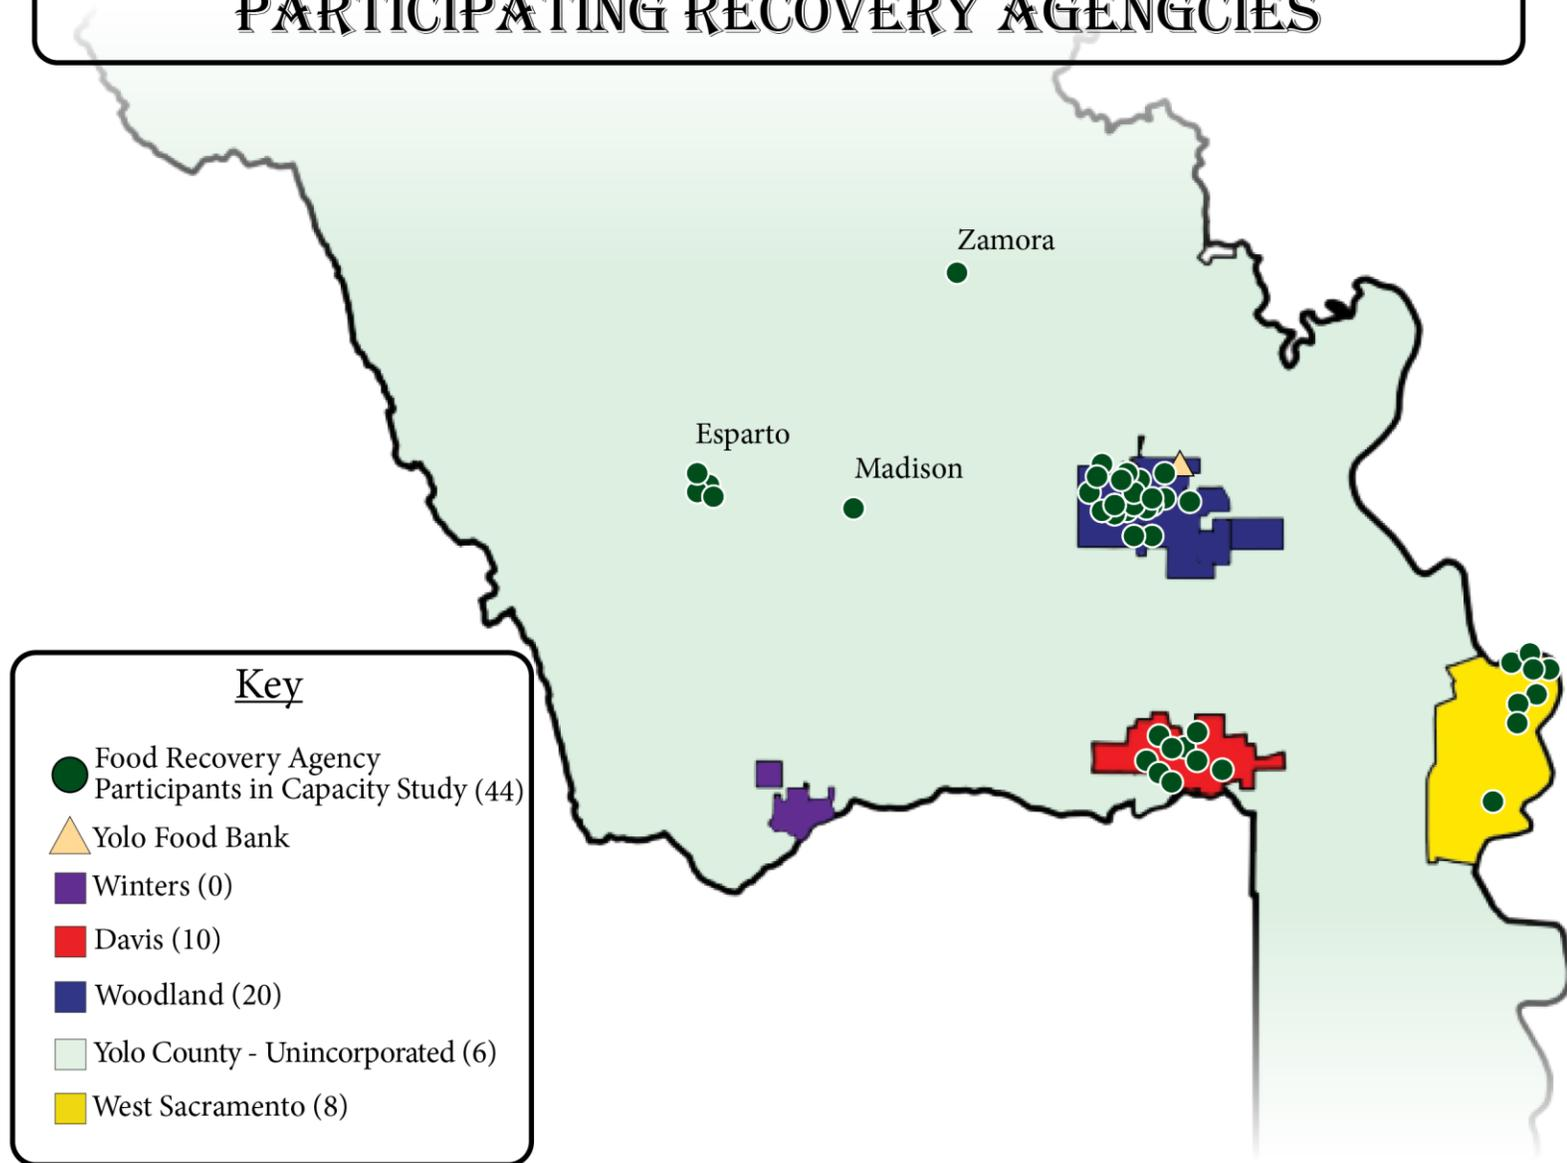 PARTICIPATING RECOVERY AGENGCIES
Zamora
Esparto
Madison
Key
Food Recovery Agency
Participants in Capacity Study (44)
Yolo Food Bank
Winters (0)
Davis (10)
Woodland (20)
Yolo County - Unincorporated (6)
West Sacramento (8)